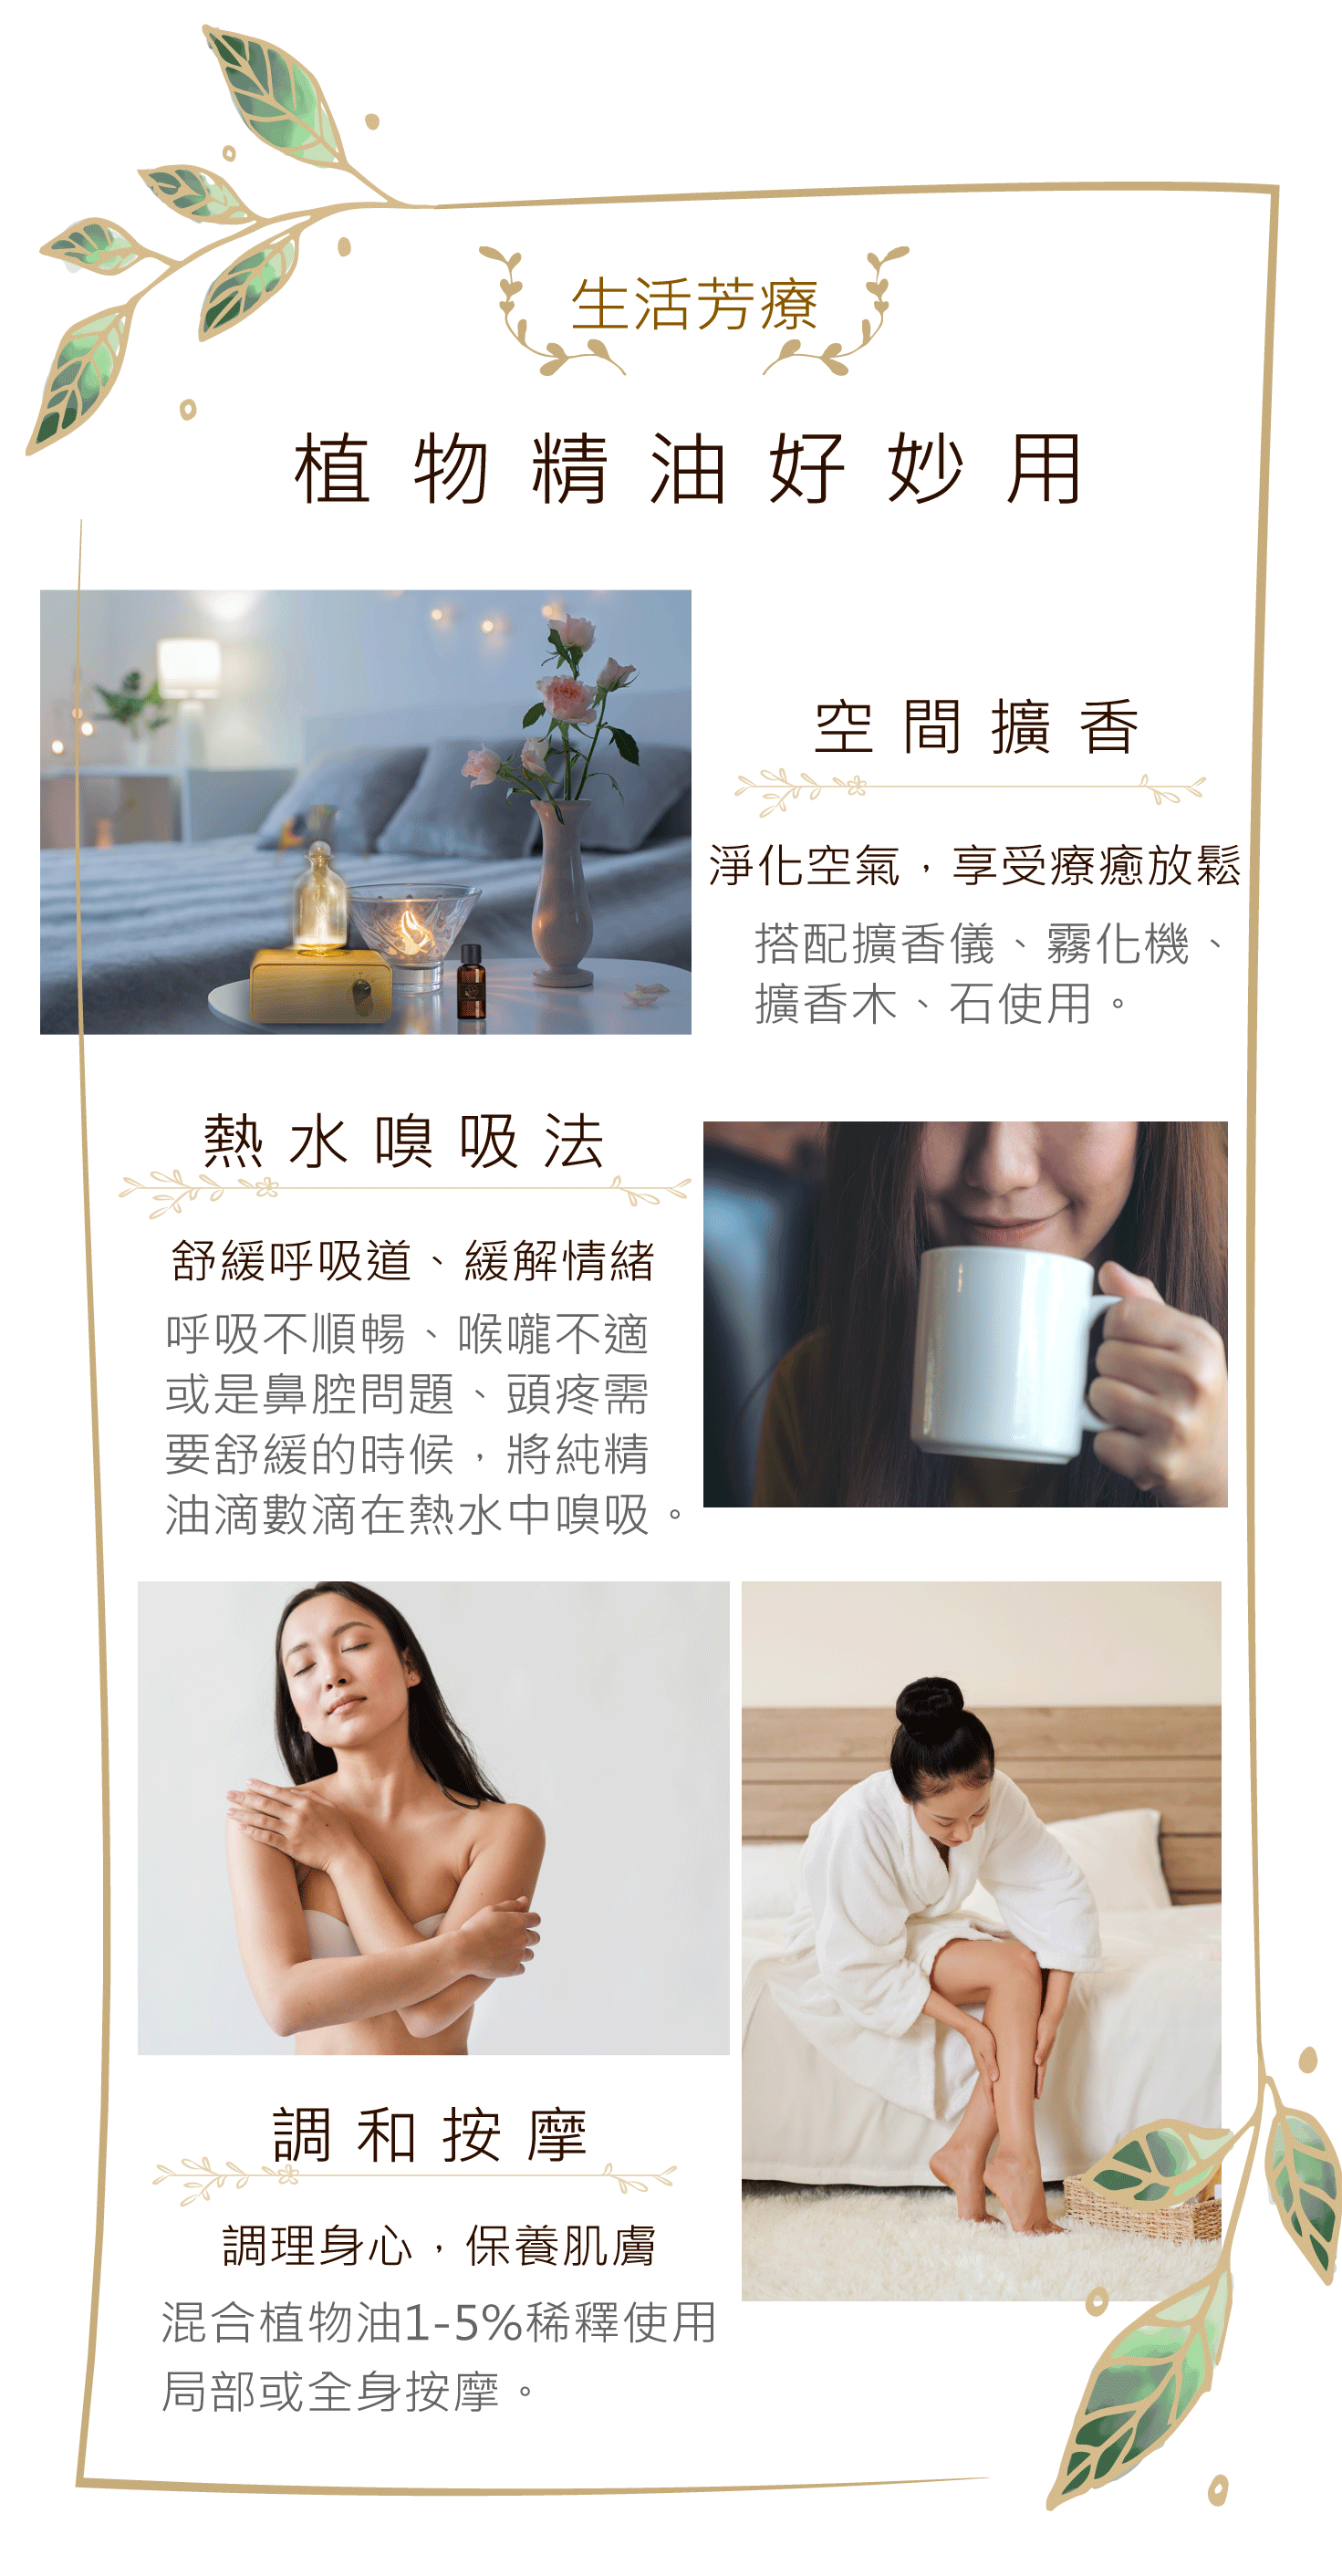 生活芳療
植物精油好妙用
空間擴香
淨化空氣，享受療癒放鬆
搭配擴香儀、霧化機、
擴香木、石使用。
熱水嗅吸法
舒緩呼吸道、緩解情緒
呼吸不順暢、喉嚨不適
或是鼻腔問題、頭疼需
要舒緩的時候，將純精
油滴數滴在熱水中嗅吸。
調和按摩
調理身心，保養肌膚
混合植物油1-5%稀釋使用
局部或全身按摩。